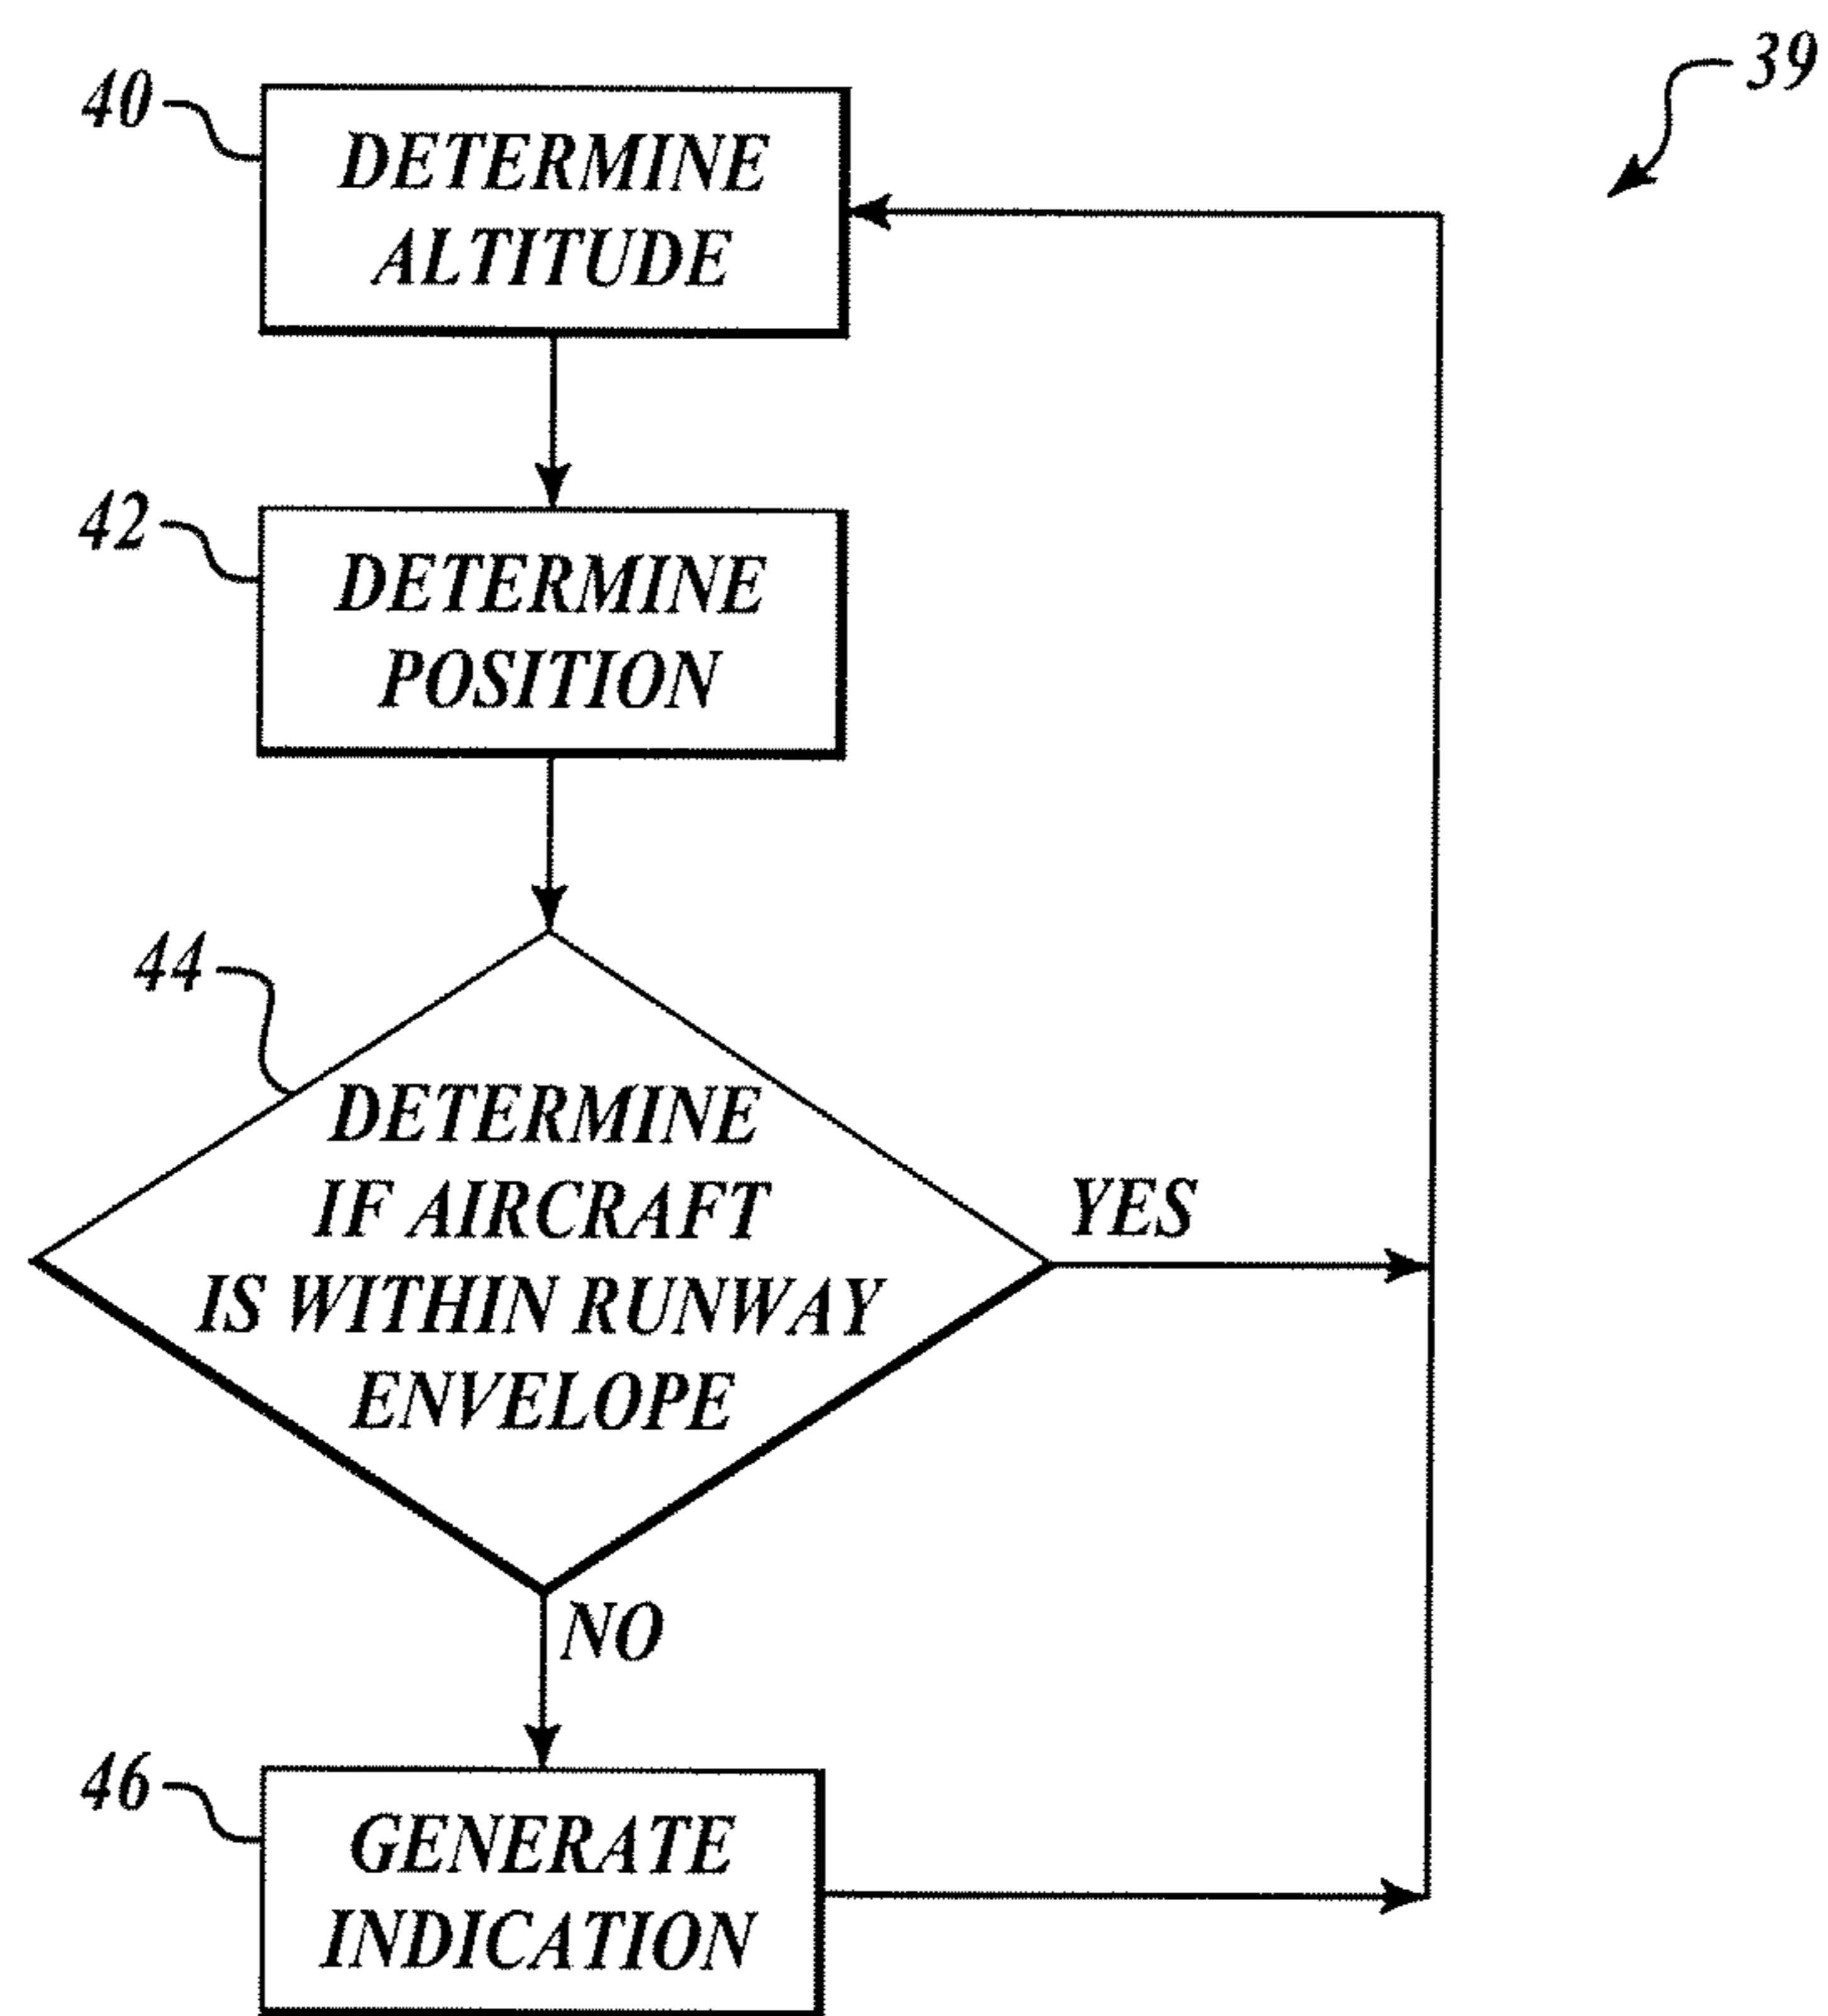 39
40
DETERMINE
ALTITUDE
42
DETERMINE
POSITION
44
DETERMINE
IF AIRCRAFT
IS WITHIN RUNWAY
ENVELOPE
YES
NO
46
GENERATE
INDICATION